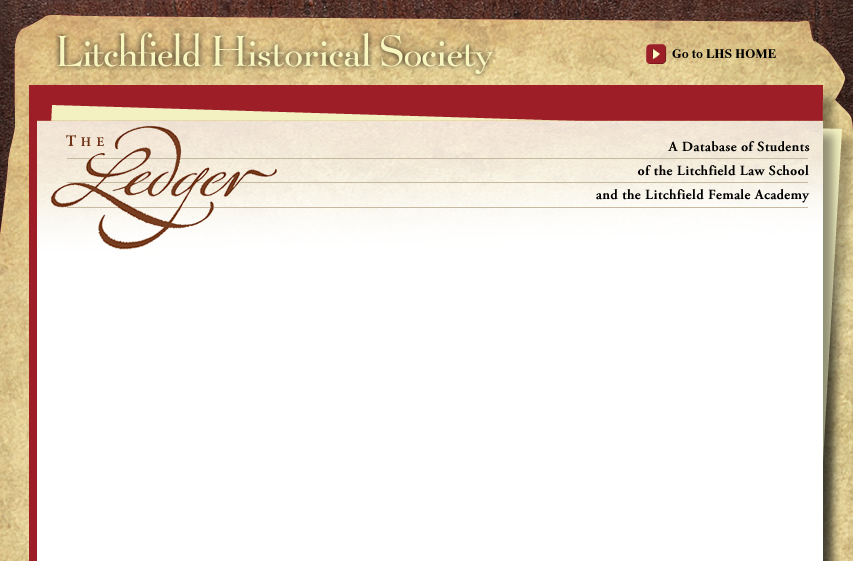 Litchfield Historical Society
Go to LHS HOME
THE
Ledger
A Database of Students
of the Litchfield Law School
and the Litchfield Female Academy